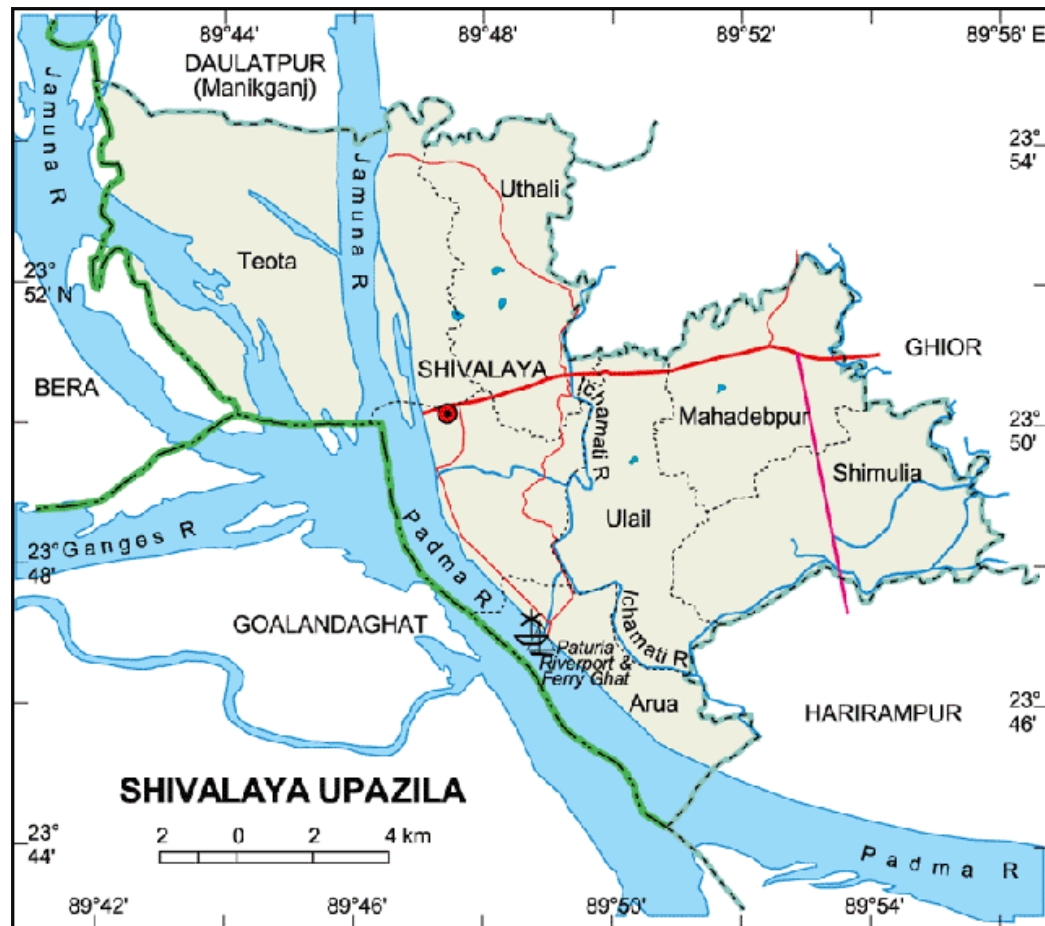 89°44'
89°48'
89°52'
89°56' E
DAULATPUR
(Manikganj)
Jamuna R
Jamuna R
23°
54'
Uthali
Teota
23°
52' N
SHIVALAYA
GHIOR
BERA
Ichamati R
Mahadebpur
23°
50'
Shimulia
Ulail
Padma R
Ganges R
23°
48'
GOALANDAGHAT
Ichamati R
Paturia
Riverport &
Ferry Ghat
Arua
HARIRAMPUR
23°
46'
SHIVALAYA UPAZILA
2 0 2 4 km
23°
44'
Padma R
89°42'
89°46'
89°50'
89°54'